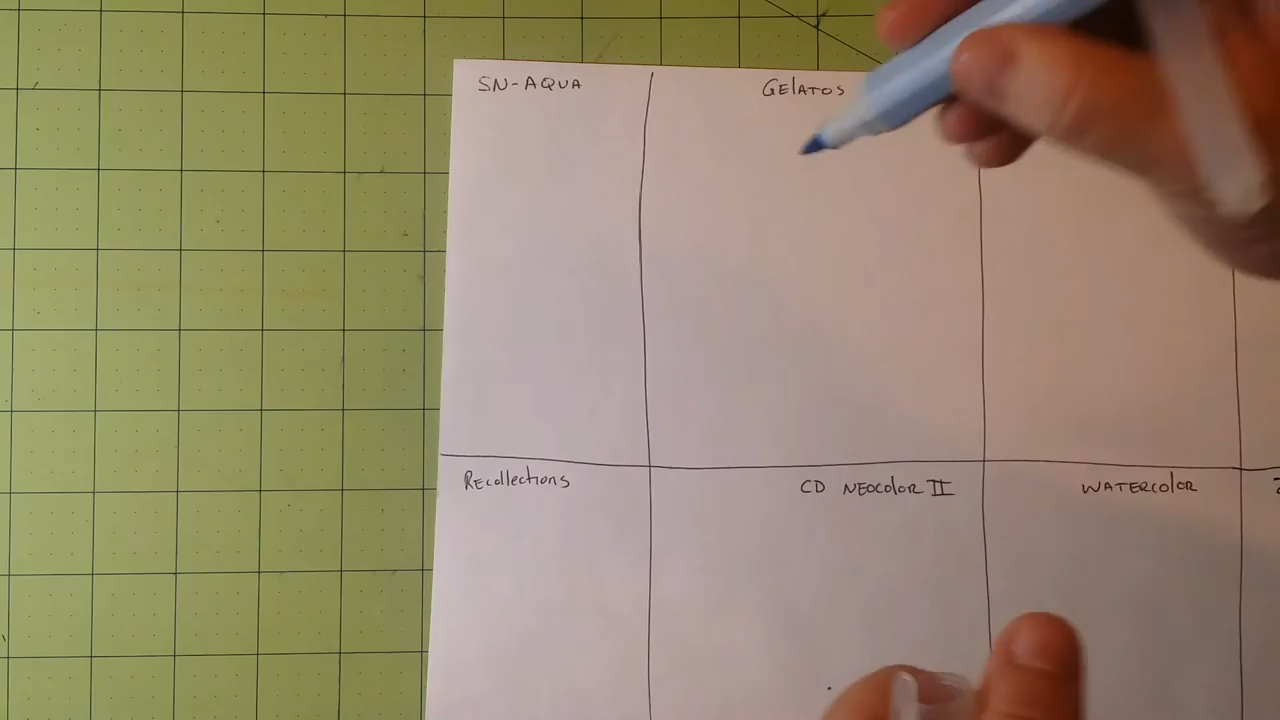 SN-AQUA
GELATOS
Recollections
CD NEOCOLOR II
WATERCOLOR